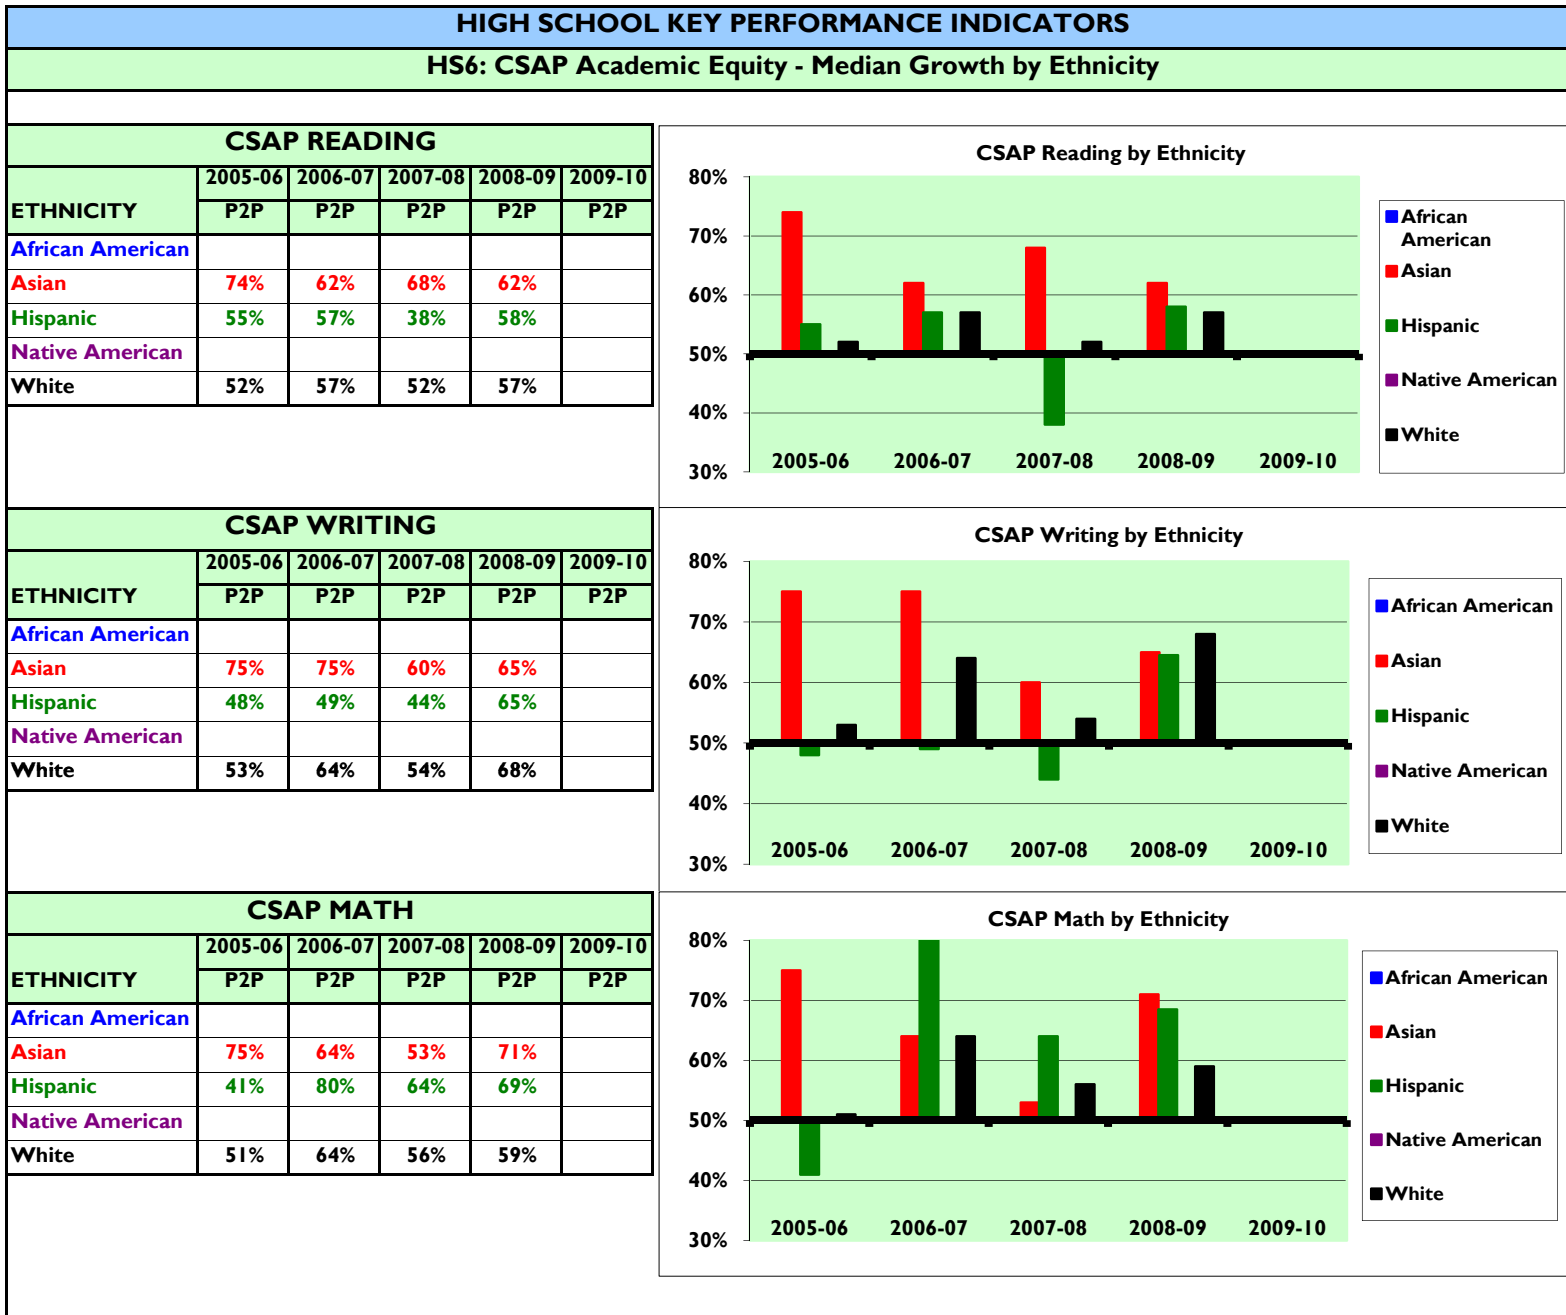 HIGH SCHOOL KEY PERFORMANCE INDICATORS
HS6: CSAP Academic Equity - Median Growth by Ethnicity
CSAP READING
2005-06 2006-07 2007-08 2008-09 2009-10
ETHNICITY P2P P2P P2P P2P P2P
African American
Asian 74% 62% 68% 62%
Hispanic 55% 57% 38% 58%
Native American
White 52% 57% 52% 57%
CSAP Reading by Ethnicity
80%
70%
60%
50%
40%
30%
2005-06 2006-07 2007-08 2008-09 2009-10
African
American
Asian
Hispanic
Native American
White
CSAP WRITING
2005-06 2006-07 2007-08 2008-09 2009-10
ETHNICITY P2P P2P P2P P2P P2P
African American
Asian 75% 75% 60% 65%
Hispanic 48% 49% 44% 65%
Native American
White 53% 64% 54% 68%
CSAP Writing by Ethnicity
80%
70%
60%
50%
40%
30%
2005-06 2006-07 2007-08 2008-09 2009-10
African American
Asian
Hispanic
Native American
White
CSAP MATH
2005-06 2006-07 2007-08 2008-09 2009-10
ETHNICITY P2P P2P P2P P2P P2P
African American
Asian 75% 64% 53% 71%
Hispanic 41% 80% 64% 69%
Native American
White 51% 64% 56% 59%
CSAP Math by Ethnicity
80%
70%
60%
50%
40%
30%
2005-06 2006-07 2007-08 2008-09 2009-10
African American
Asian
Hispanic
Native American
White